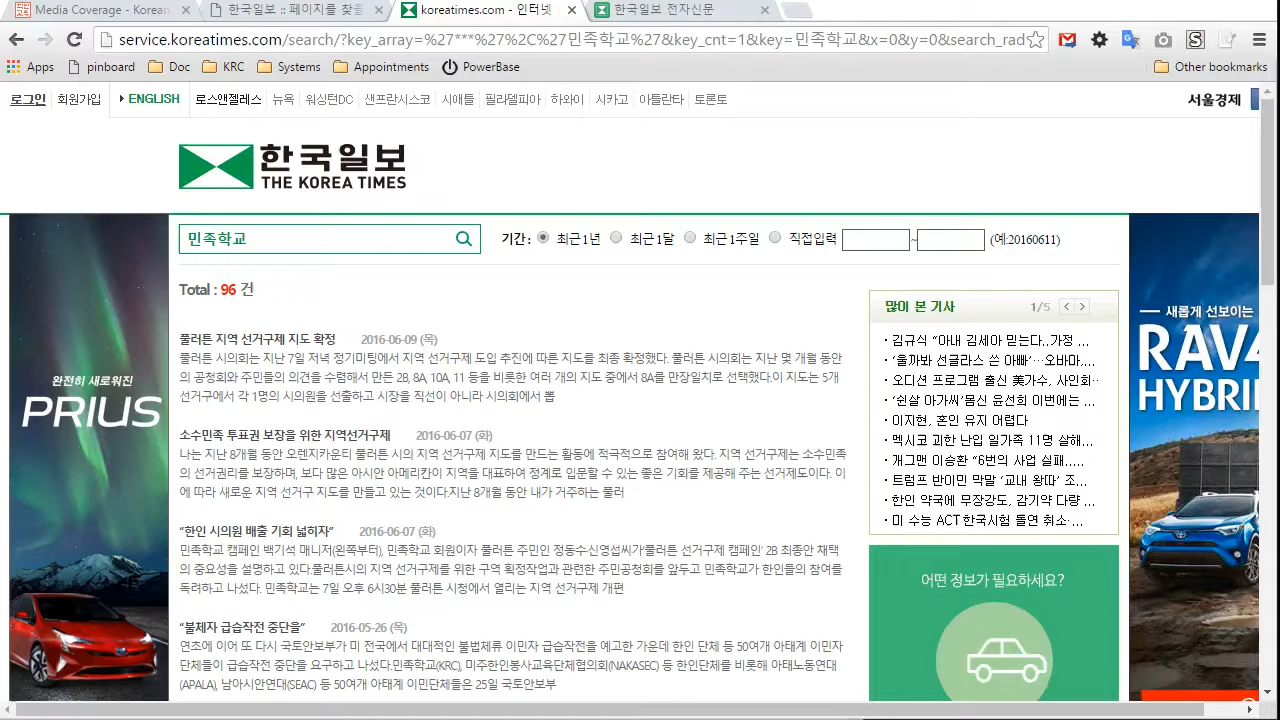 Media Coverage - Korean
한국일보 :: 페이지를 찾을
koreatimes.com - 인터넷
한국일보 전자신문
service.koreatimes.com/search/?key_array=%27***%27%2C%27민족학교%27&key_cnt=1&key=민족학교&x=0&y=0&search_rad
Apps pinboard Doc KRC Systems Appointments PowerBase Other bookmarks
로그인 회원가입 ENGLISH 로스앤젤레스 뉴욕 워싱턴DC 샌프란시스코 시애틀 필라델피아 하와이 시카고 아틀란타 토론토 서울경제
한국일보
THE KOREA TIMES
민족학교 기간: 최근1년 최근1달 최근1주일 직접입력 ~ (예:20160611)
Total : 96 건
풀러튼 지역 선거구제 지도 확정 2016-06-09 (목)
풀러튼 시의회는 지난 7일 저녁 정기미팅에서 지역 선거구제 도입 추진에 따른 지도를 최종 확정했다. 풀러튼 시의회는 지난 몇 개월 동안
의 공청회와 주민들의 의견을 수렴해서 만든 2B, 8A, 10A, 11 등을 비롯한 여러 개의 지도 중에서 8A를 만장일치로 선택했다.이 지도는 5개
선거구에서 각 1명의 시의원을 선출하고 시장을 직선이 아니라 시의회에서 뽑
소수민족 투표권 보장을 위한 지역선거구제 2016-06-07 (화)
나는 지난 8개월 동안 오렌지카운티 풀러튼 시의 지역 선거구제 지도를 만드는 활동에 적극적으로 참여해 왔다. 지역 선거구제는 소수민족
의 선거권리를 보장하며, 보다 많은 아시안 아메리칸이 지역을 대표하여 정계로 입문할 수 있는 좋은 기회를 제공해 주는 선거제도이다. 이
에 따라 새로운 지역 선거구 지도를 만들고 있는 것이다.지난 8개월 동안 내가 거주하는 풀러
“한인 시의원 배출 기회 넓히자” 2016-06-07 (화)
민족학교 캠페인 백기석 매니저(왼쪽부터), 민족학교 회원이자 풀러튼 주민인 정동수·신영섭씨가 풀러튼 선거구제 캠페인‘ 2B 최종안 채택
의 중요성을 설명하고 있다.풀러튼시의 지역 선거구제를 위한 구역 확정작업과 관련한 주민공청회를 앞두고 민족학교가 한인들의 참여를
독려하고 나섰다. 민족학교는 7일 오후 6시30분 풀러튼 시청에서 열리는 지역 선거구제 개편
“불체자 급습작전 중단을” 2016-05-26 (목)
연초에 이어 또 다시 국토안보부가 미 전국에서 대대적인 불법체류 이민자 급습작전을 예고한 가운데 한인 단체 등 50여개 아태계 이민자
단체들이 급습작전 중단을 요구하고 나섰다.민족학교(KRC), 미주한인봉사교육단체협의회(NAKASEC) 등 한인단체를 비롯해 아태노동연대
(APALA), 남아시안연대(SEAC) 등 50여개 아태계 이민단체들은 25일 국토안보부
많이 본 기사 1/5
· 김규식 “아내 김세아 믿는다..가정 ...
· ‘올까봐 선글라스 쓴 아빠’…오바마....
· 오디션 프로그램 출신 美가수, 사인회··
· ‘쉰살 아가씨’몸신 윤선희 이번에는 ...
· 이지현, 혼인 유지 어렵다
· 멕시코 괴한 난입 일가족 11명 살해...
· 개그맨 이승환 “6번의 사업 실패.....
· 트럼프 반이민 막말 ‘교내 왕따’ 조...
· 한인 약국에 무장강도, 감기약 다량 ...
· 미 수능 ACT 한국시험 돌연 취소· ...
어떤 정보가 필요하세요?
완전히 새로워진
PRIUS
새롭게 선보이는
RAV4
HYBRI